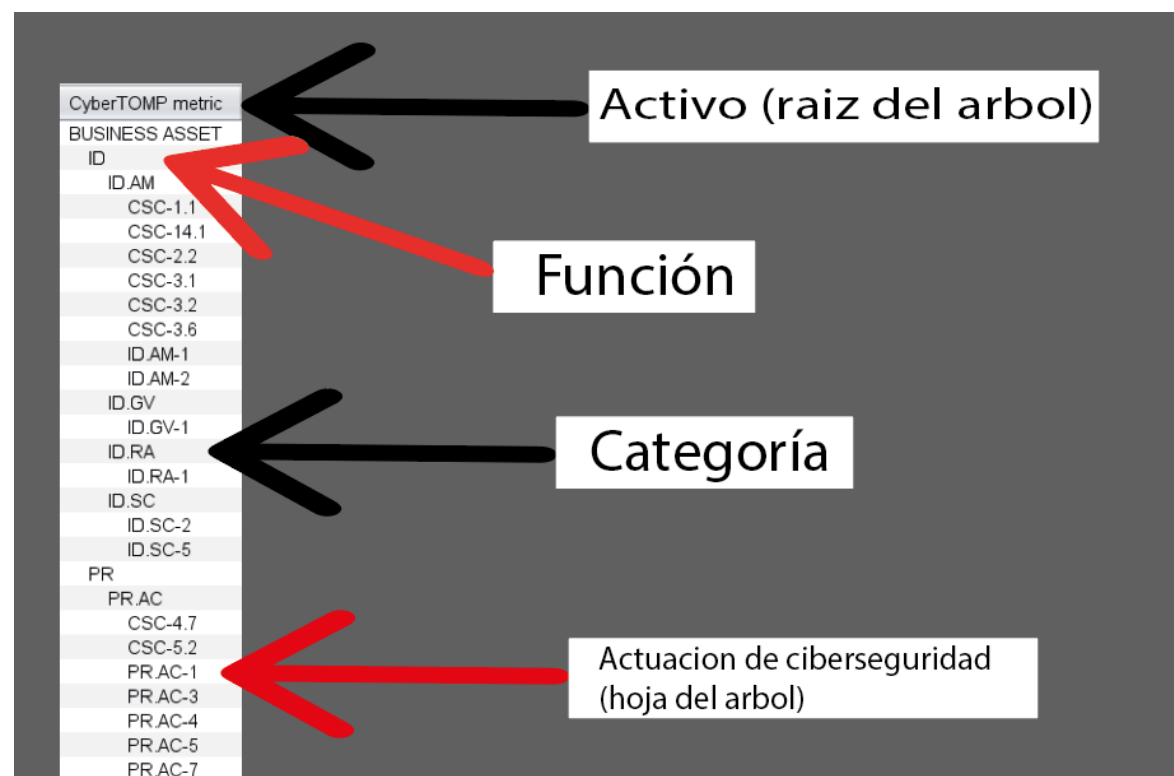 CyberTOMP metric
Activo (raiz del arbol)
BUSINESS ASSET
ID
ID.AM
CSC-1.1
CSC-14.1
CSC-2.2
Función
CSC-3.1
CSC-3.2
CSC-3.6
ID.AM-1
ID.AM-2
ID.GV
ID.GV-1
ID.RA
Categoría
ID.RA-1
ID.SC
ID.SC-2
ID.SC-5
PR
PR.AC
CSC-4.7
CSC-5.2
PR.AC-1
Actuacion de ciberseguridad
(hoja del arbol)
PR.AC-3
PR.AC-4
PR.AC-5
PR.AC-7